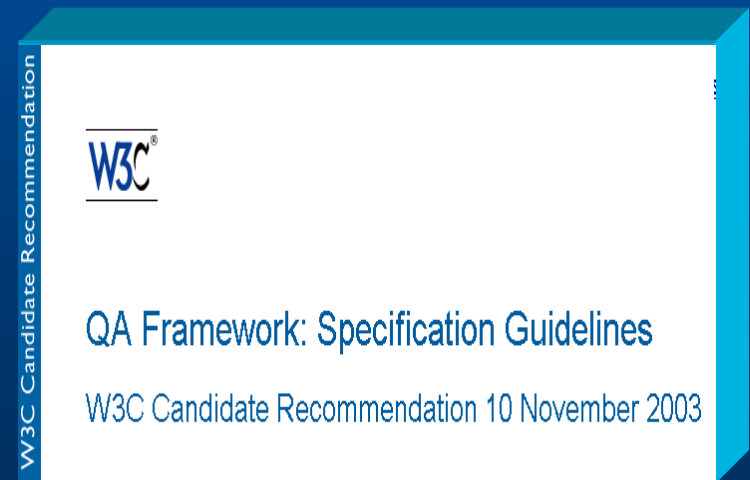 W3C Candidate Recommendation
W3C®
QA Framework: Specification Guidelines
W3C Candidate Recommendation 10 November 2003